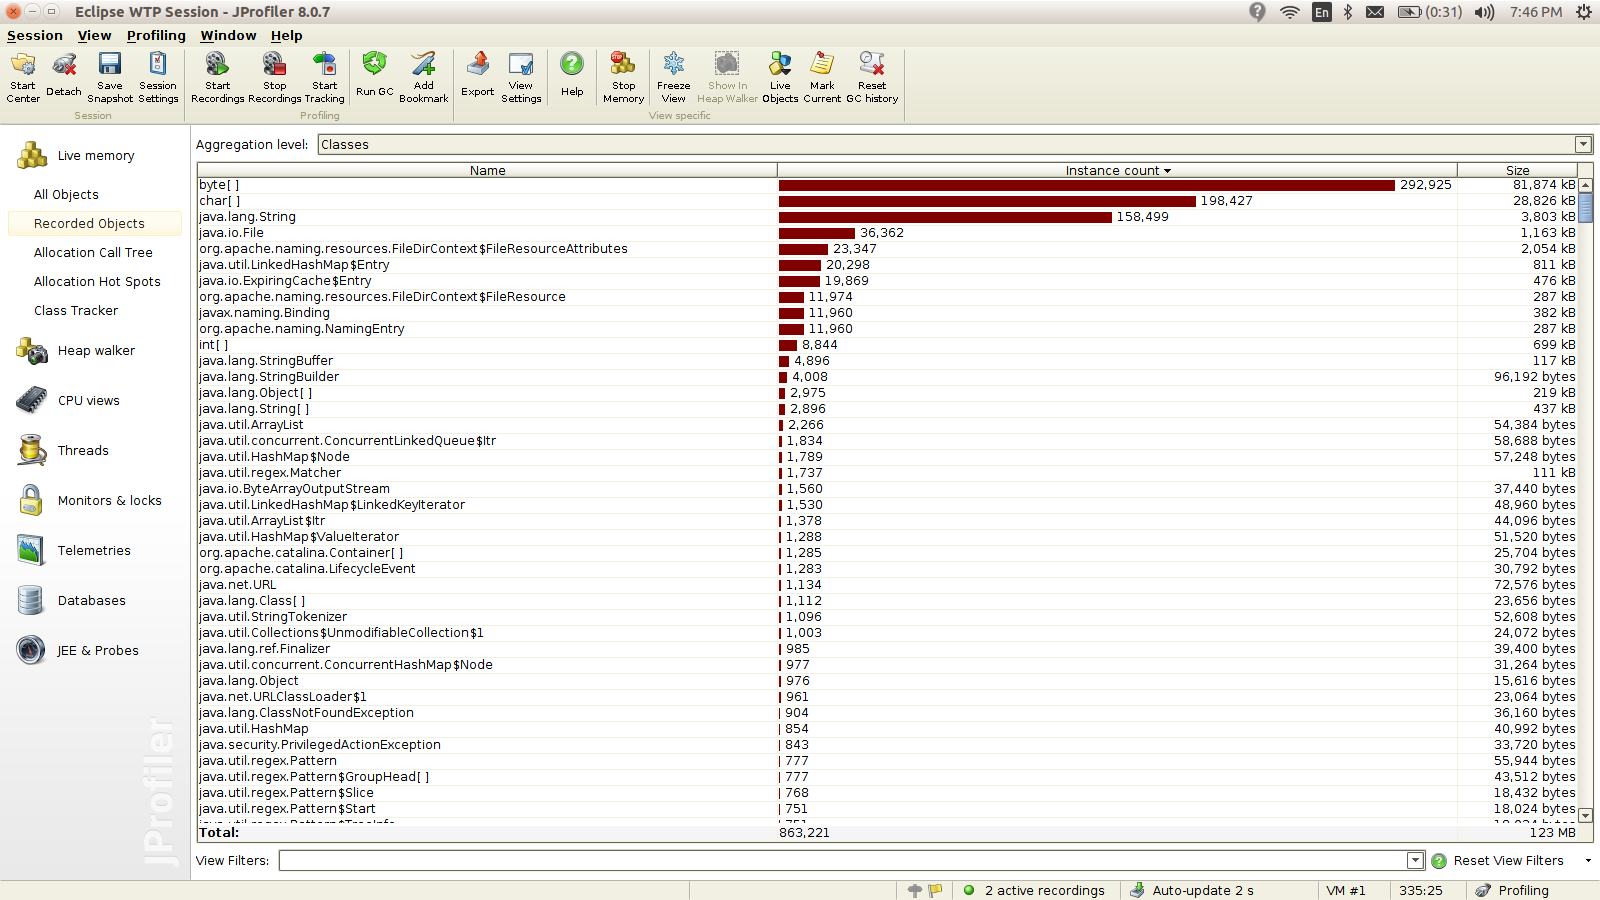 Eclipse WTP Session - JProfiler 8.0.7
En (0:31) 7:46 PM
Session View Profiling Window Help
Start Center Detach Save Snapshot Session Settings Start Recordings Stop Recordings Start Tracking Run GC Add Bookmark Export View Settings Help Stop Memory Freeze View Show In Heap Walker Live Objects Mark Current Reset GC history
Session Profiling View specific
Live memory
All Objects
Recorded Objects
Allocation Call Tree
Allocation Hot Spots
Class Tracker
Heap walker
CPU views
Threads
Monitors & locks
Telemetries
Databases
JEE & Probes
JProfiler
Aggregation level: Classes
Name Instance count Size
byte[ ] 292,925 81,874 kB
char[ ] 198,427 28,826 kB
java.lang.String 158,499 3,803 kB
java.io.File 36,362 1,163 kB
org.apache.naming.resources.FileDirContext$FileResourceAttributes 23,347 2,054 kB
java.util.LinkedHashMap$Entry 20,298 811 kB
java.io.ExpiringCache$Entry 19,869 476 kB
org.apache.naming.resources.FileDirContext$FileResource 11,974 287 kB
javax.naming.Binding 11,960 382 kB
org.apache.naming.NamingEntry 11,960 287 kB
int[ ] 8,844 699 kB
java.lang.StringBuffer 4,896 117 kB
java.lang.StringBuilder 4,008 96,192 bytes
java.lang.Object[ ] 2,975 219 kB
java.lang.String[ ] 2,896 437 kB
java.util.ArrayList 2,266 54,384 bytes
java.util.concurrent.ConcurrentLinkedQueue$Itr 1,834 58,688 bytes
java.util.HashMap$Node 1,789 57,248 bytes
java.util.regex.Matcher 1,737 111 kB
java.io.ByteArrayOutputStream 1,560 37,440 bytes
java.util.LinkedHashMap$LinkedKeyIterator 1,530 48,960 bytes
java.util.ArrayList$Itr 1,378 44,096 bytes
java.util.HashMap$ValueIterator 1,288 51,520 bytes
org.apache.catalina.Container[ ] 1,285 25,704 bytes
org.apache.catalina.LifecycleEvent 1,283 30,792 bytes
java.net.URL 1,134 72,576 bytes
java.lang.Class[ ] 1,112 23,656 bytes
java.util.StringTokenizer 1,096 52,608 bytes
java.util.Collections$UnmodifiableCollection$1 1,003 24,072 bytes
java.lang.ref.Finalizer 985 39,400 bytes
java.util.concurrent.ConcurrentHashMap$Node 977 31,264 bytes
java.lang.Object 976 15,616 bytes
java.net.URLClassLoader$1 961 23,064 bytes
java.lang.ClassNotFoundException 904 36,160 bytes
java.util.HashMap 854 40,992 bytes
java.security.PrivilegedActionException 843 33,720 bytes
java.util.regex.Pattern 777 55,944 bytes
java.util.regex.Pattern$GroupHead[ ] 777 43,512 bytes
java.util.regex.Pattern$Slice 768 18,432 bytes
java.util.regex.Pattern$Start 751 18,024 bytes
Total: 863,221 123 MB
View Filters: Reset View Filters
2 active recordings Auto-update 2 s VM #1 335:25 Profiling